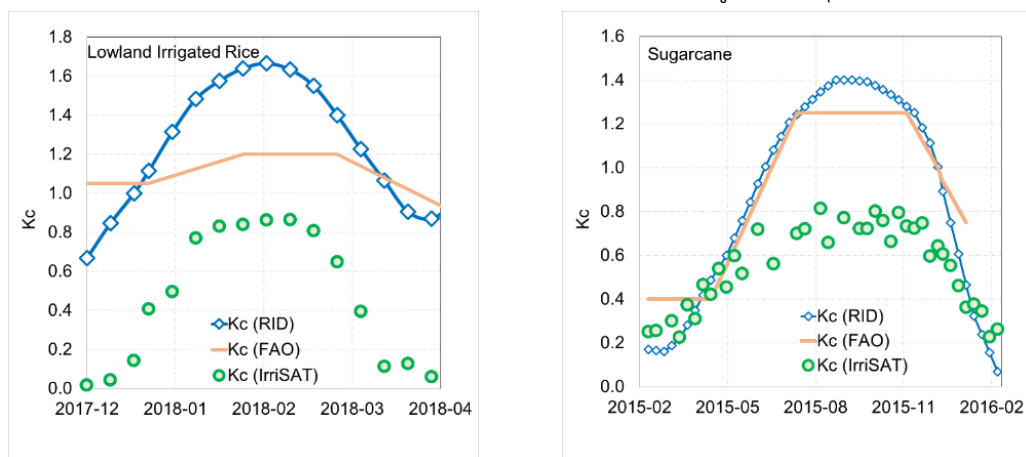 Lowland Irrigated Rice
1.8
1.6
1.4
1.2
1.0
0.8
0.6
0.4
0.2
0.0
Kc
Kc (RID)
Kc (FAO)
Kc (IrriSAT)
2017-12 2018-01 2018-02 2018-03 2018-04
Sugarcane
1.6
1.4
1.2
1.0
0.8
0.6
0.4
0.2
0.0
Kc
Kc (RID)
Kc (FAO)
Kc (IrriSAT)
2015-02 2015-05 2015-08 2015-11 2016-02